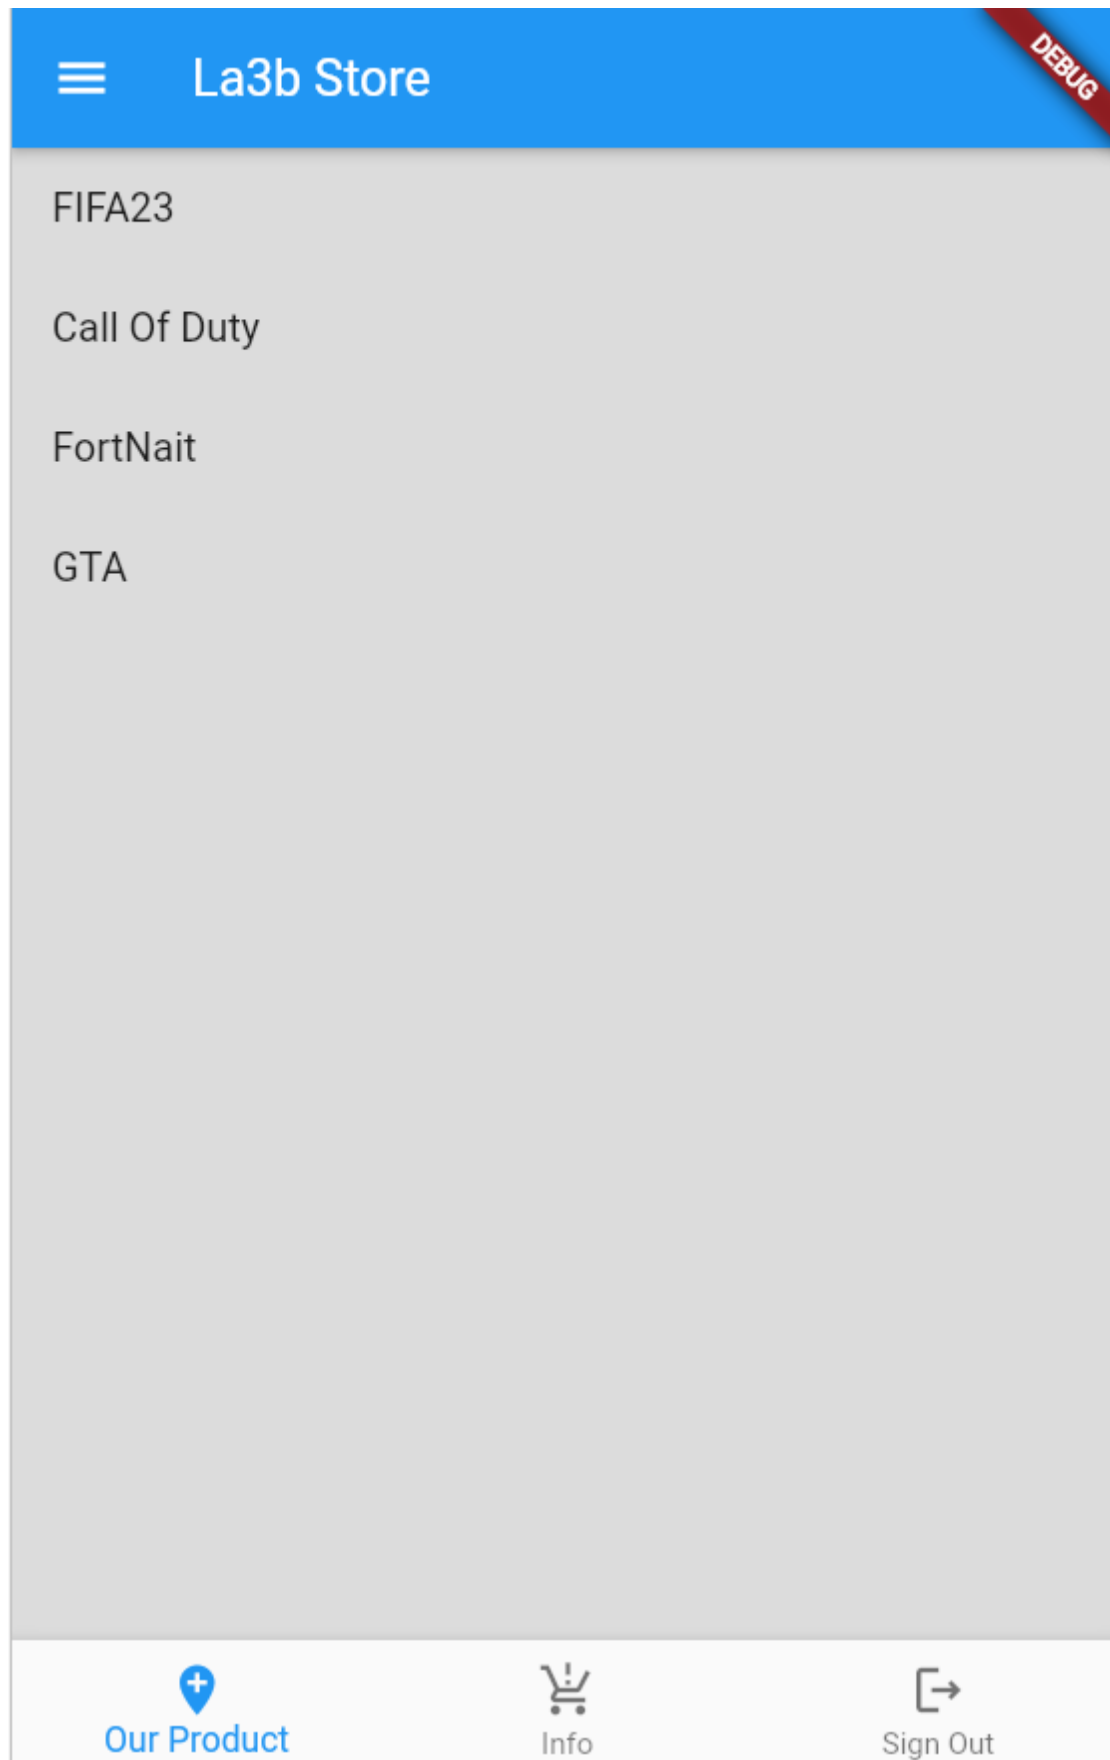 La3b Store
DEBUG
FIFA23
Call Of Duty
FortNait
GTA
Our Product
Info
Sign Out